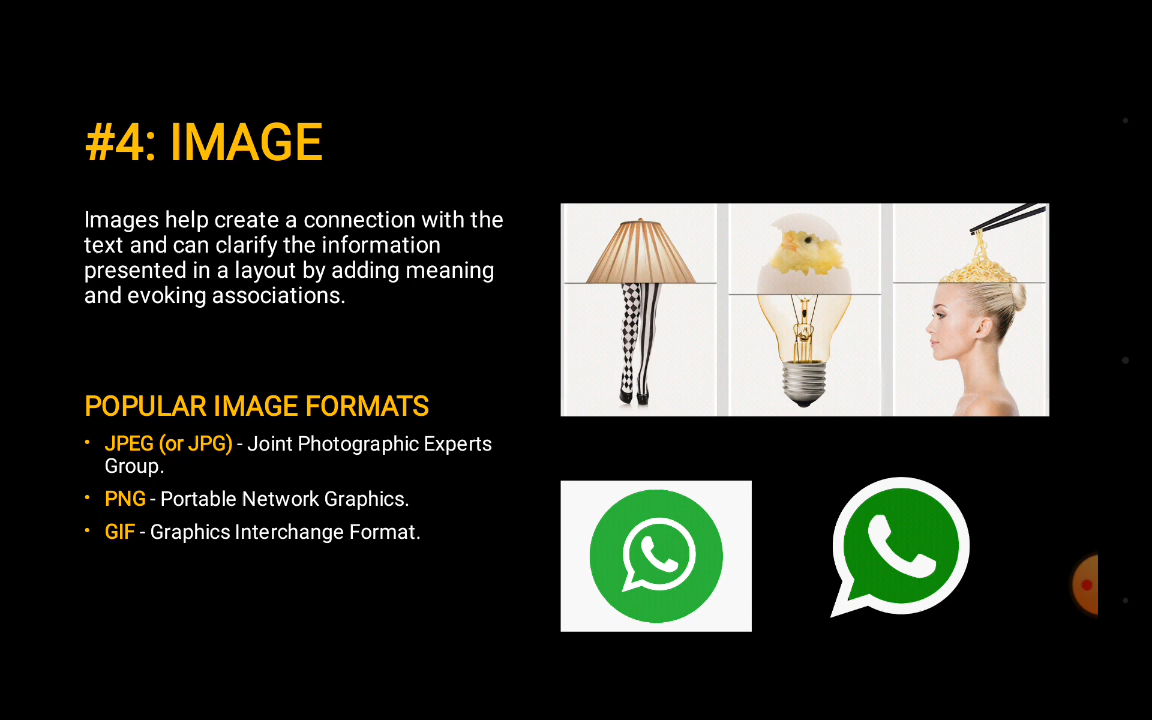 #4: IMAGE
Images help create a connection with the
text and can clarify the information
presented in a layout by adding meaning
and evoking associations.
POPULAR IMAGE FORMATS
• JPEG (or JPG) - Joint Photographic Experts
Group.
• PNG - Portable Network Graphics.
• GIF - Graphics Interchange Format.